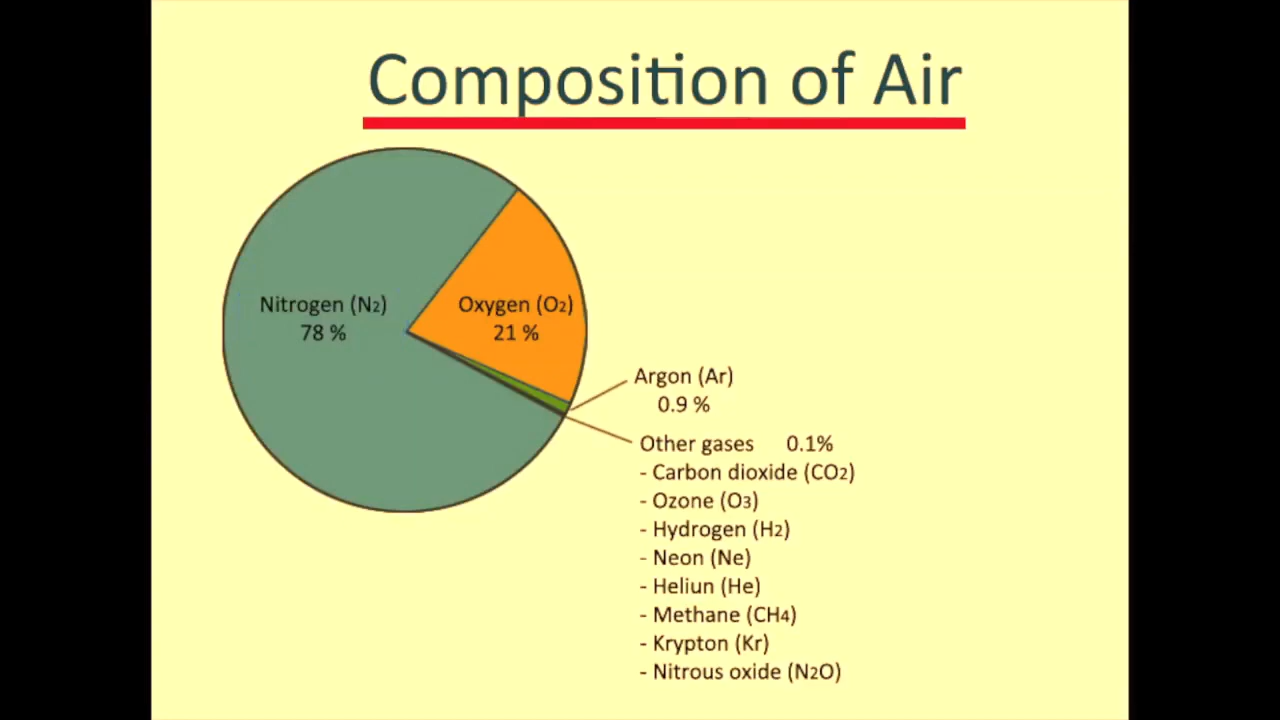 Composition of Air
Nitrogen (N2)
78 %
Oxygen (O2)
21 %
Argon (Ar)
0.9 %
Other gases 0.1%
- Carbon dioxide (CO2)
- Ozone (O3)
- Hydrogen (H2)
- Neon (Ne)
- Heliun (He)
- Methane (CH4)
- Krypton (Kr)
- Nitrous oxide (N2O)